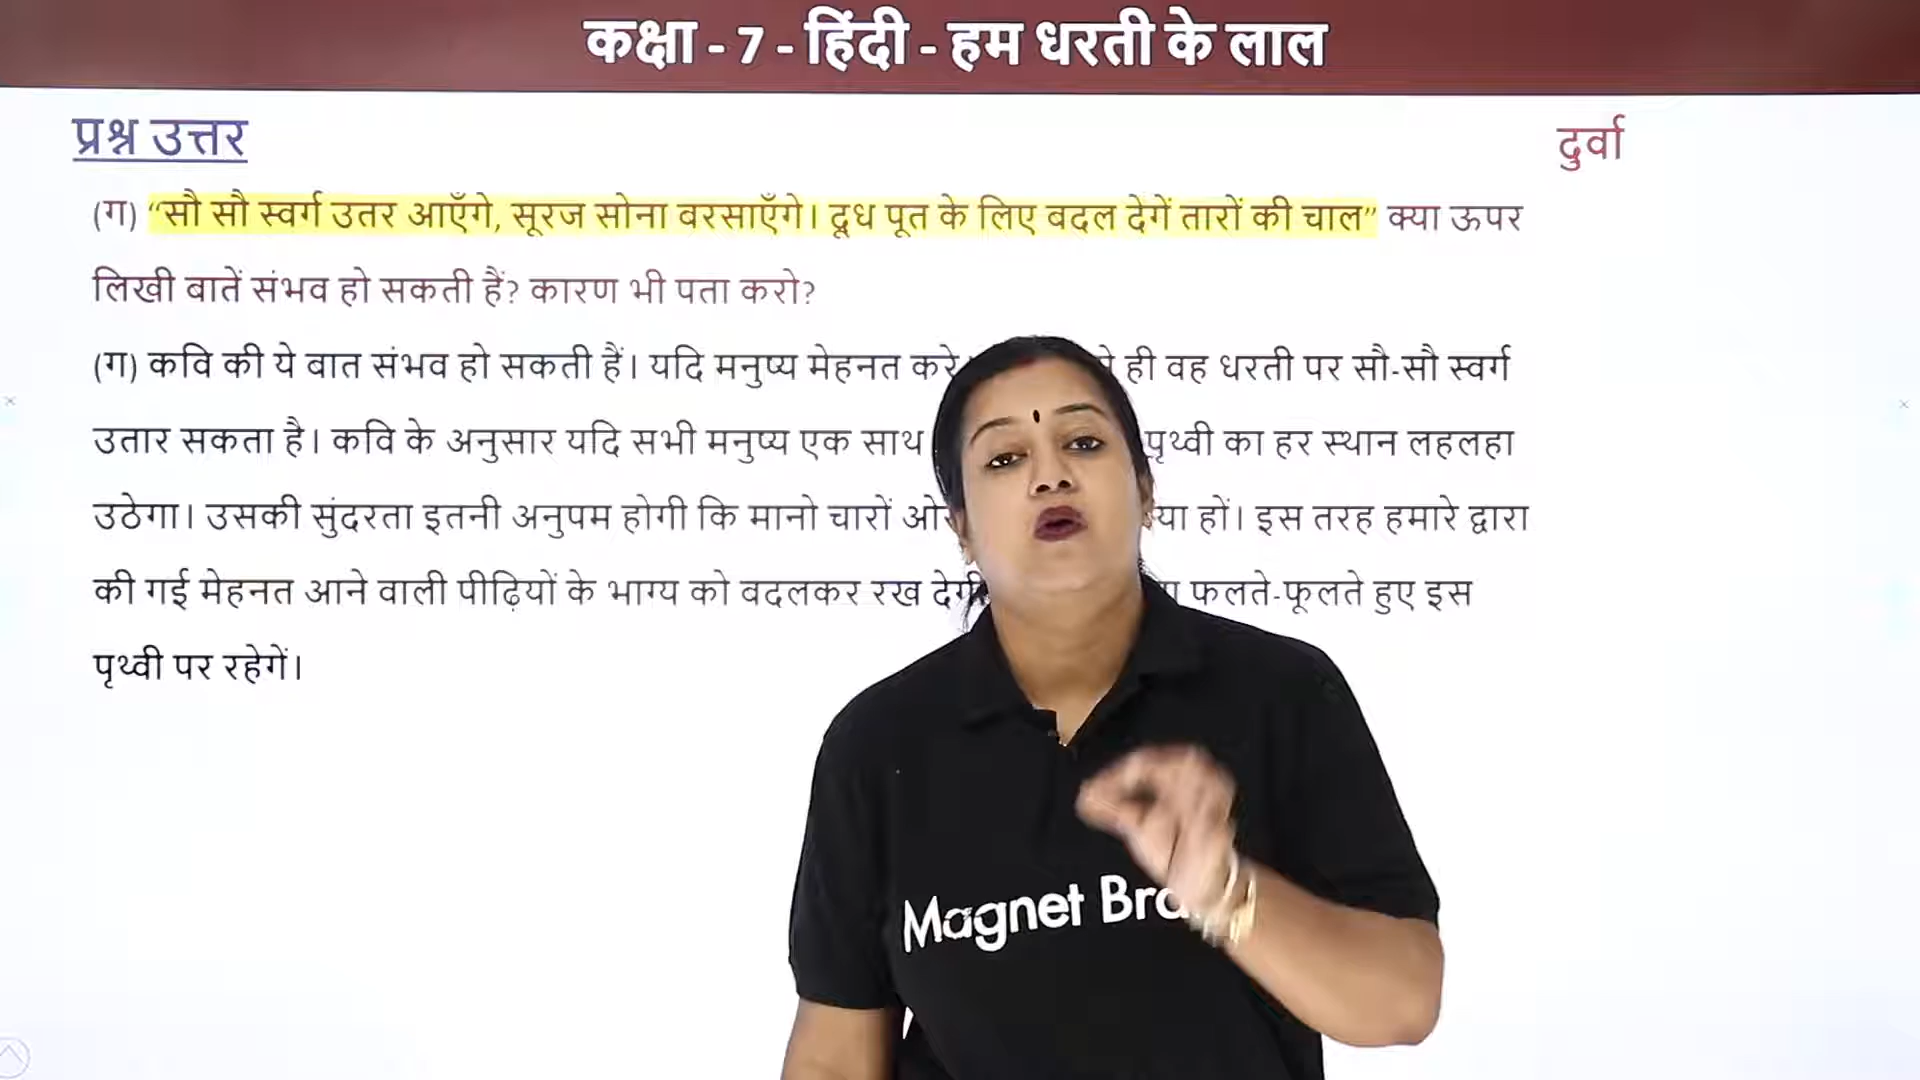 कक्षा - 7 - हिंदी - हम धरती के लाल
प्रश्न उत्तर
दुर्वा
(ग) “सौ सौ स्वर्ग उतर आएँगे, सूरज सोना वरसाएँगे। दूध पूत के लिए बदल देगें तारों की चाल” क्या ऊपर
लिखी बातें संभव हो सकती हैं? कारण भी पता करो?
(ग) कवि की ये बात संभव हो सकती हैं। यदि मनुष्य मेहनत करे ही वह धरती पर सौ-सौ स्वर्ग
उतार सकता है। कवि के अनुसार यदि सभी मनुष्य एक साथ पृथ्वी का हर स्थान लहलहा
उठेगा। उसकी सुंदरता इतनी अनुपम होगी कि मानो चारों हों। इस तरह हमारे द्वारा
की गई मेहनत आने वाली पीढ़ियों के भाग्य को बदलकर रख देगी फलते-फूलते हुए इस
पृथ्वी पर रहेगें।
Magnet